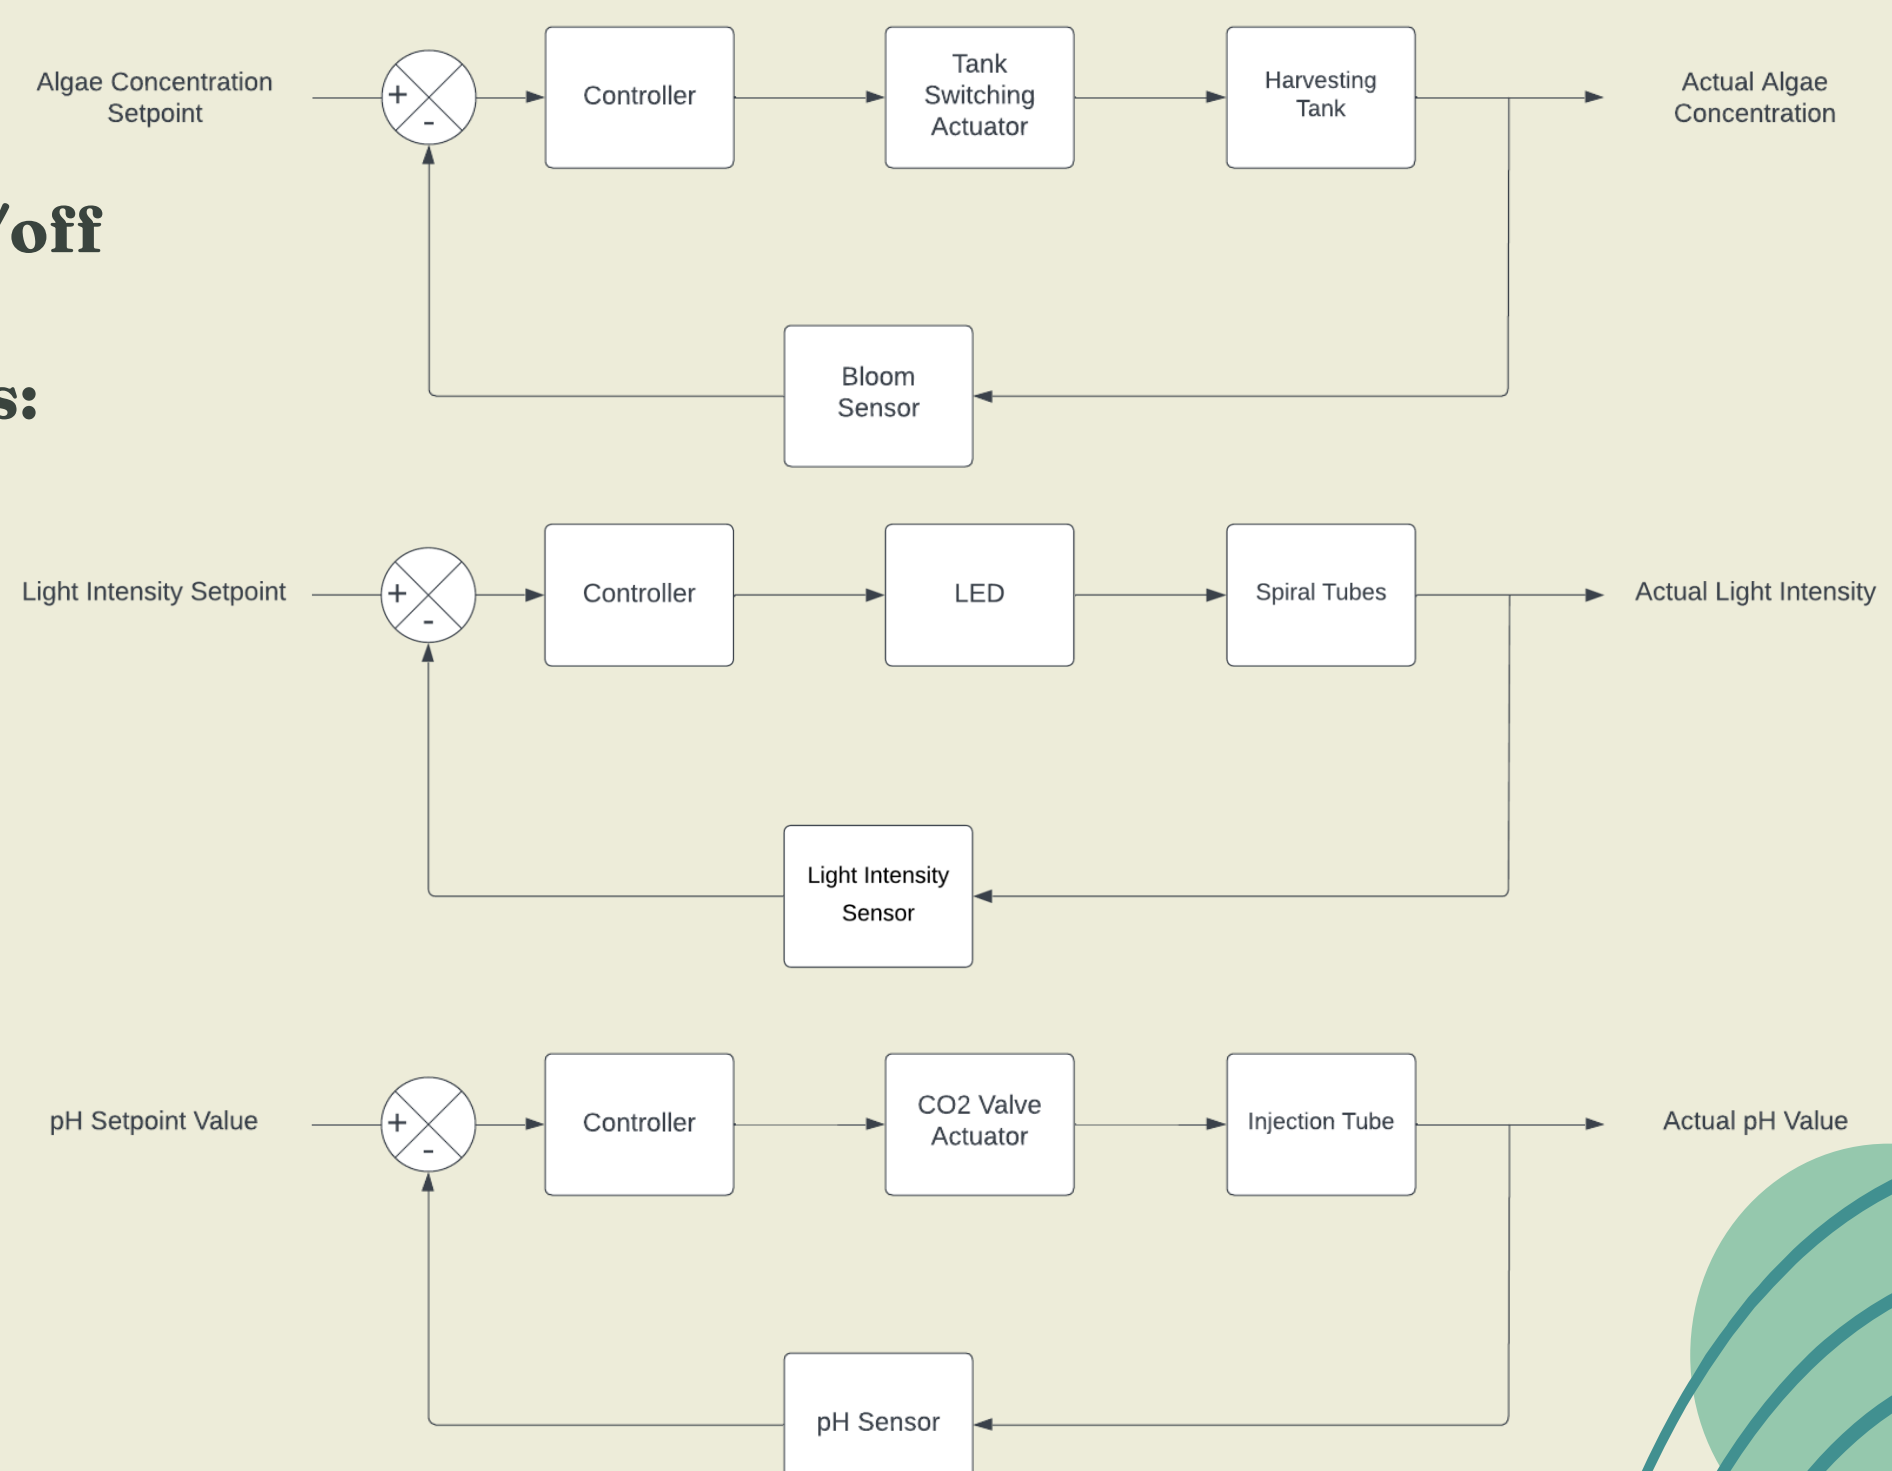 Algae Concentration
Setpoint
+
-
Controller
Tank
Switching
Actuator
Harvesting
Tank
Actual Algae
Concentration
/off
Bloom
Sensor
s:
Light Intensity Setpoint
+
-
Controller
LED
Spiral Tubes
Actual Light Intensity
Light Intensity
Sensor
pH Setpoint Value
+
-
Controller
CO2 Valve
Actuator
Injection Tube
Actual pH Value
pH Sensor